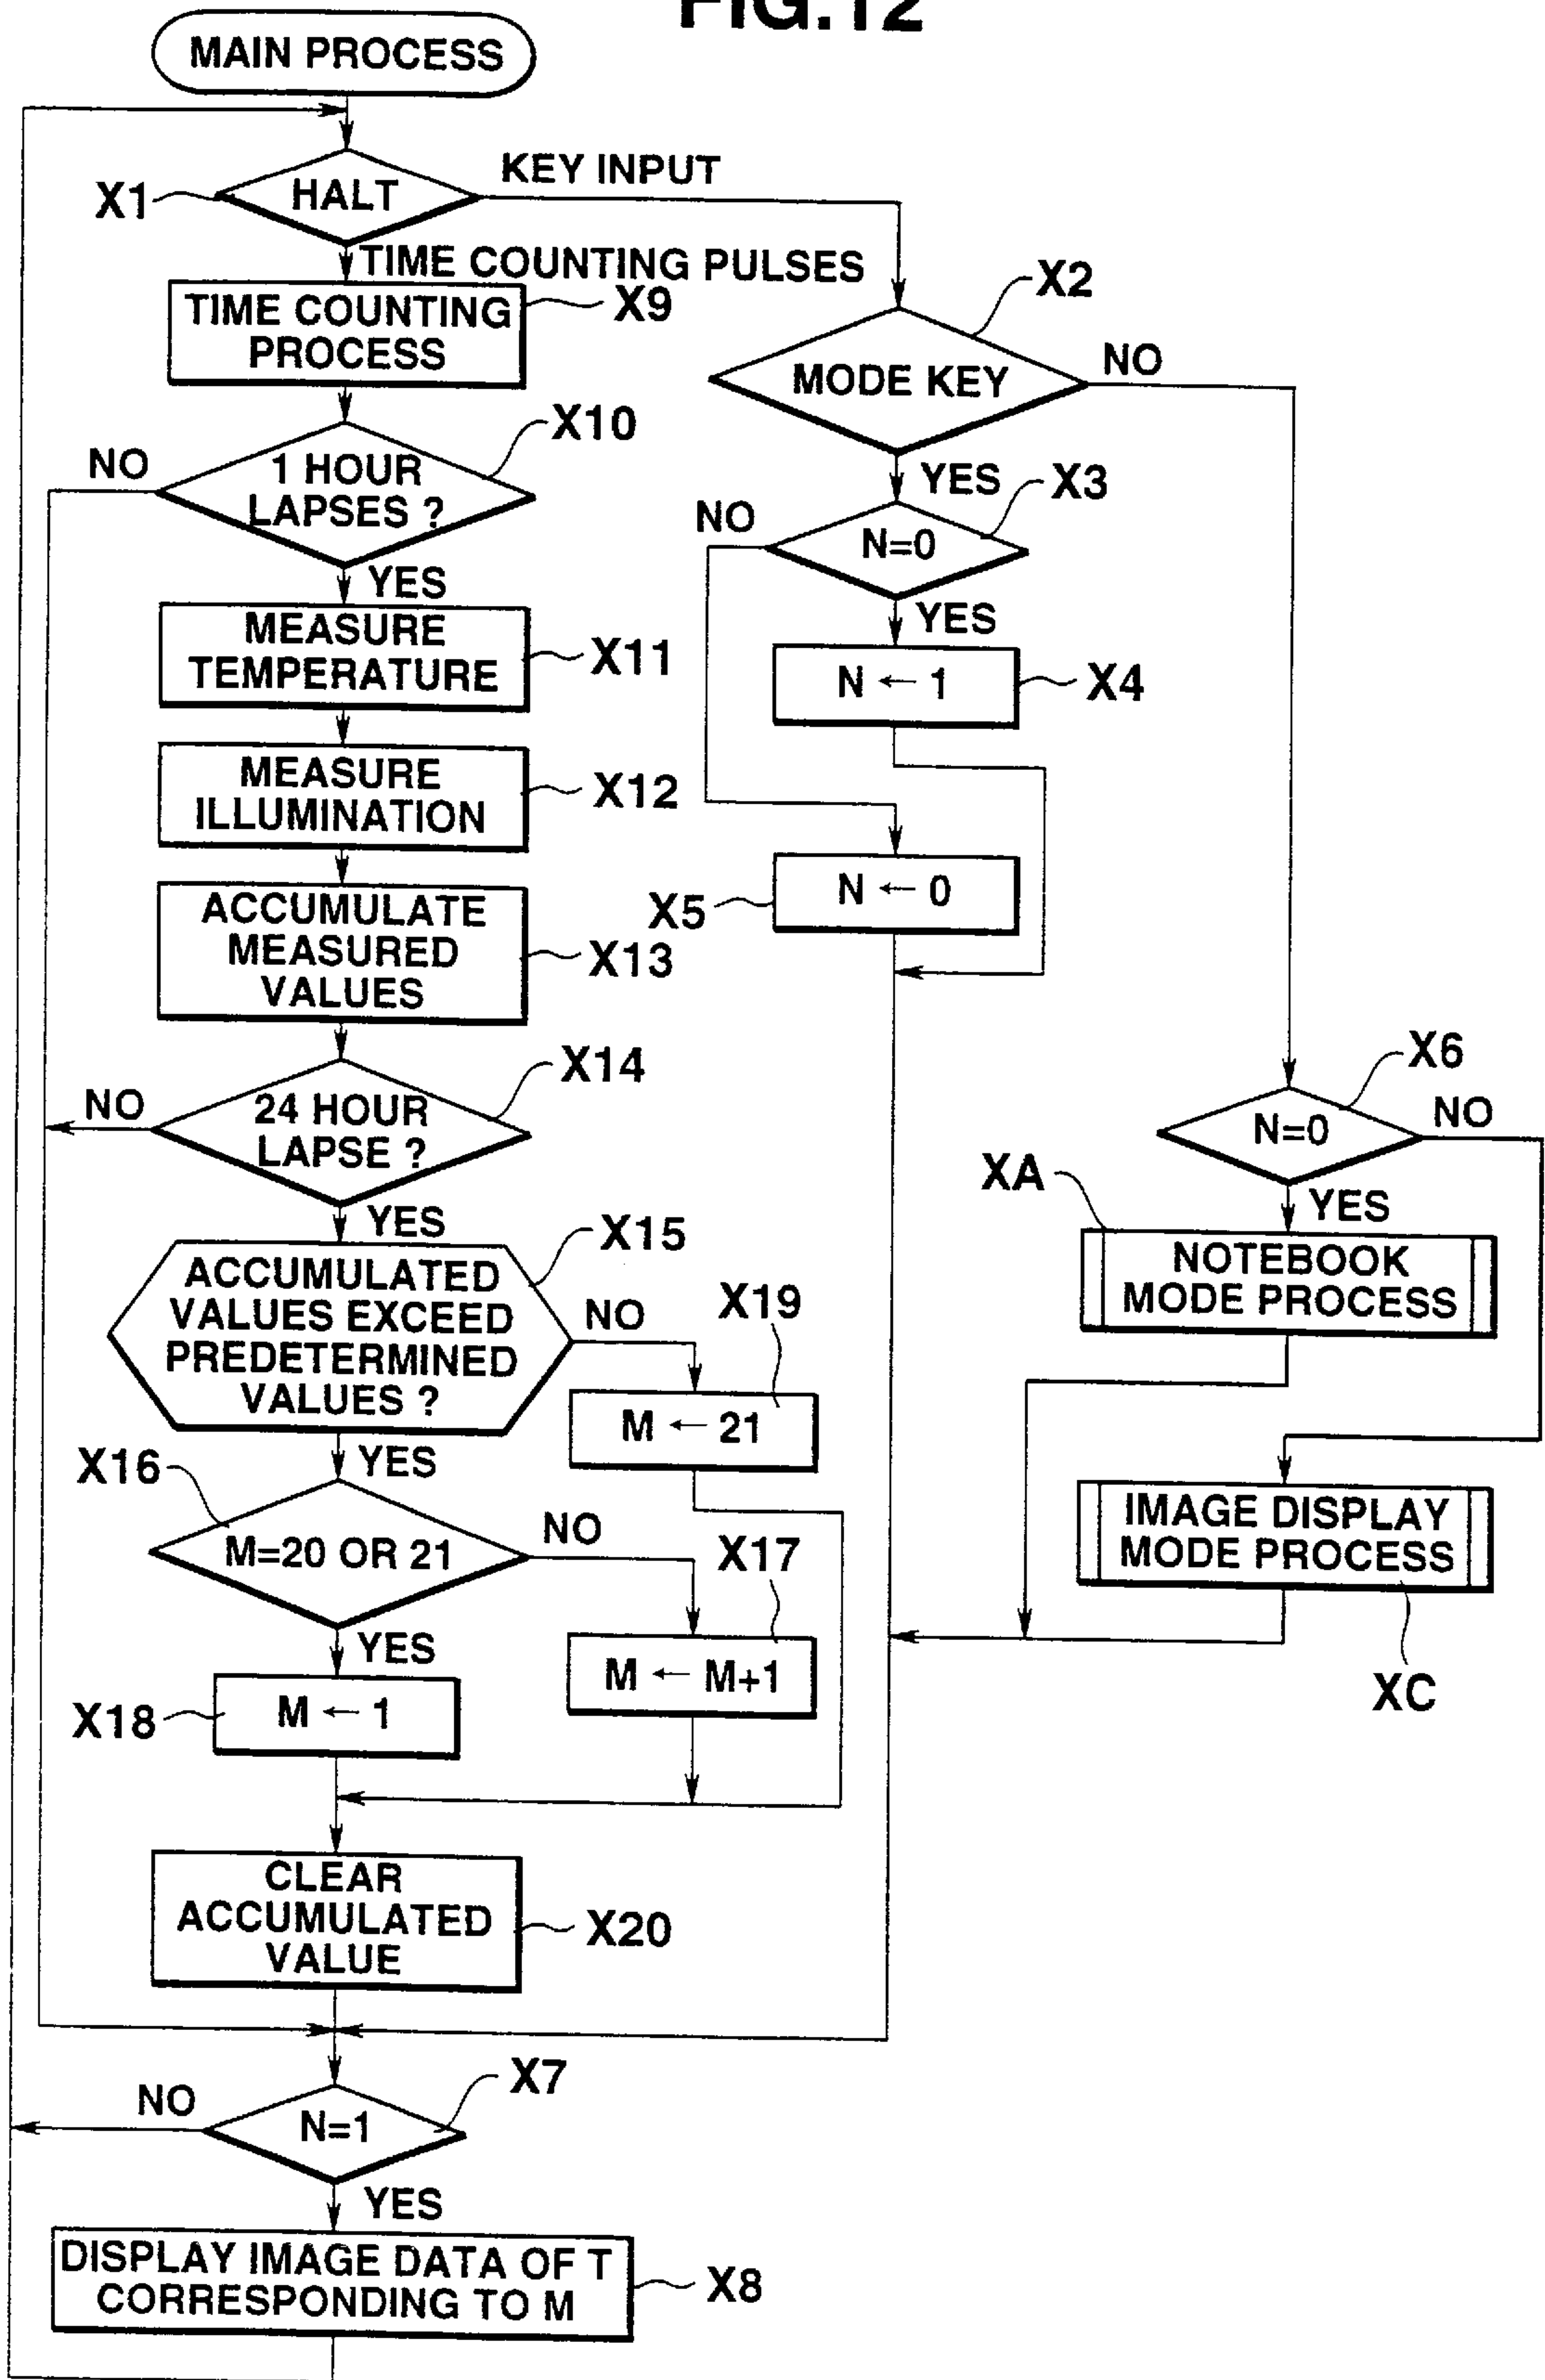 FIG.12
MAIN PROCESS
X1
HALT
KEY INPUT
TIME COUNTING PULSES
TIME COUNTING
PROCESS
X9
X2
MODE KEY
NO
X10
NO
1 HOUR
LAPSES ?
YES
YES
X3
NO
N=0
YES
MEASURE
TEMPERATURE
X11
N ← 1
X4
MEASURE
ILLUMINATION
X12
N ← 0
X5
ACCUMULATE
MEASURED
VALUES
X13
X14
NO
24 HOUR
LAPSE ?
YES
X6
N=0
NO
YES
XA
NOTEBOOK
MODE PROCESS
X15
ACCUMULATED
VALUES EXCEED
PREDETERMINED
VALUES ?
NO
X19
M ← 21
YES
X16
M=20 OR 21
NO
X17
M ← M+1
YES
IMAGE DISPLAY
MODE PROCESS
XC
X18
M ← 1
CLEAR
ACCUMULATED
VALUE
X20
X7
NO
N=1
YES
DISPLAY IMAGE DATA OF T
CORRESPONDING TO M
X8